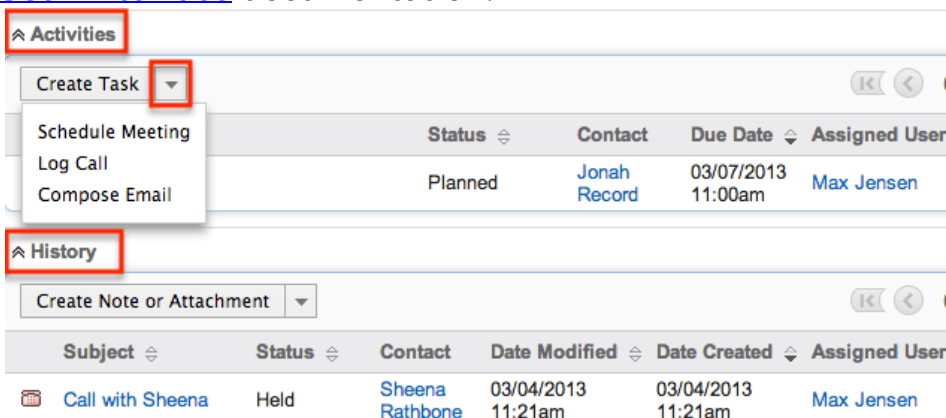 Activities
Create Task
Schedule Meeting
Log Call
Compose Email
Status Contact Due Date Assigned User
Planned Jonah Record 03/07/2013 11:00am Max Jensen
History
Create Note or Attachment
Subject Status Contact Date Modified Date Created Assigned User
Call with Sheena Held Sheena Rathbone 03/04/2013 11:21am 03/04/2013 11:21am Max Jensen